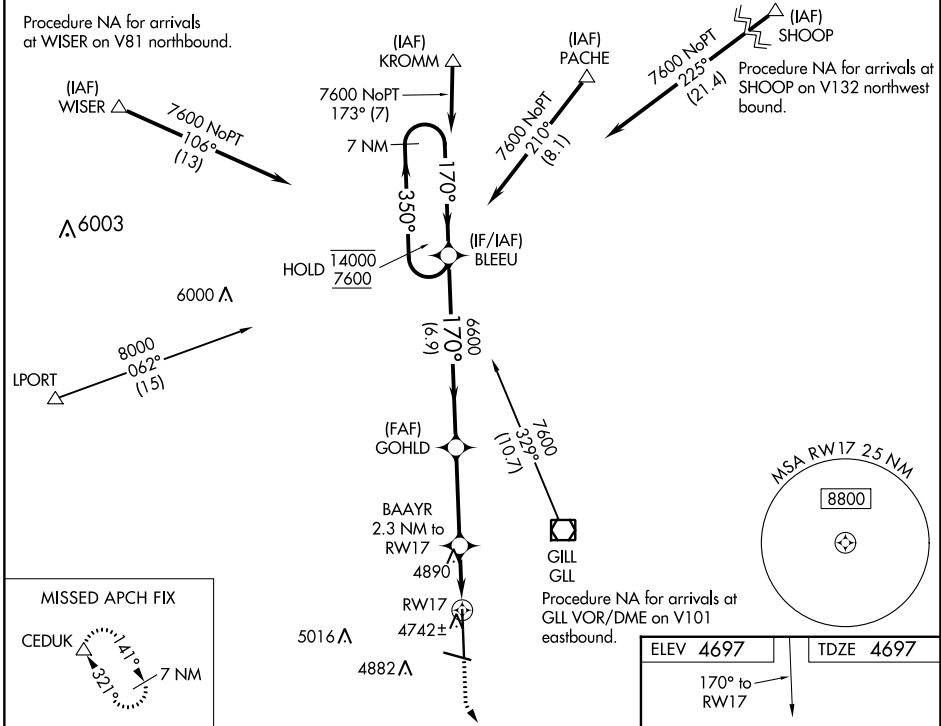 Procedure NA for arrivals
at WISER on V81 northbound.
(IAF)
WISER
7600 NoPT
106°
(13)
(IAF)
KROMM
7600 NoPT
173° (7)
7 NM
170°
350°
(IAF)
PACHE
7600 NoPT
210°
(8.1)
(IAF)
SHOOP
7600 NoPT
225°
(21.4)
Procedure NA for arrivals at
SHOOP on V132 northwest
bound.
6003
6000
HOLD
14000
7600
(IF/IAF)
BLEEU
LPORT
8000
062°
(15)
6600
170°
(6.9)
(FAF)
GOHLD
7600
329°
(10.7)
GILL
GLL
Procedure NA for arrivals at
GLL VOR/DME on V101
eastbound.
BAAYR
2.3 NM to
RW17
4890
RW17
4742±
5016
4882
MSA RW17 25 NM
8800
MISSED APCH FIX
CEDUK
141°
321°
7 NM
ELEV 4697
TDZE 4697
170° to
RW17